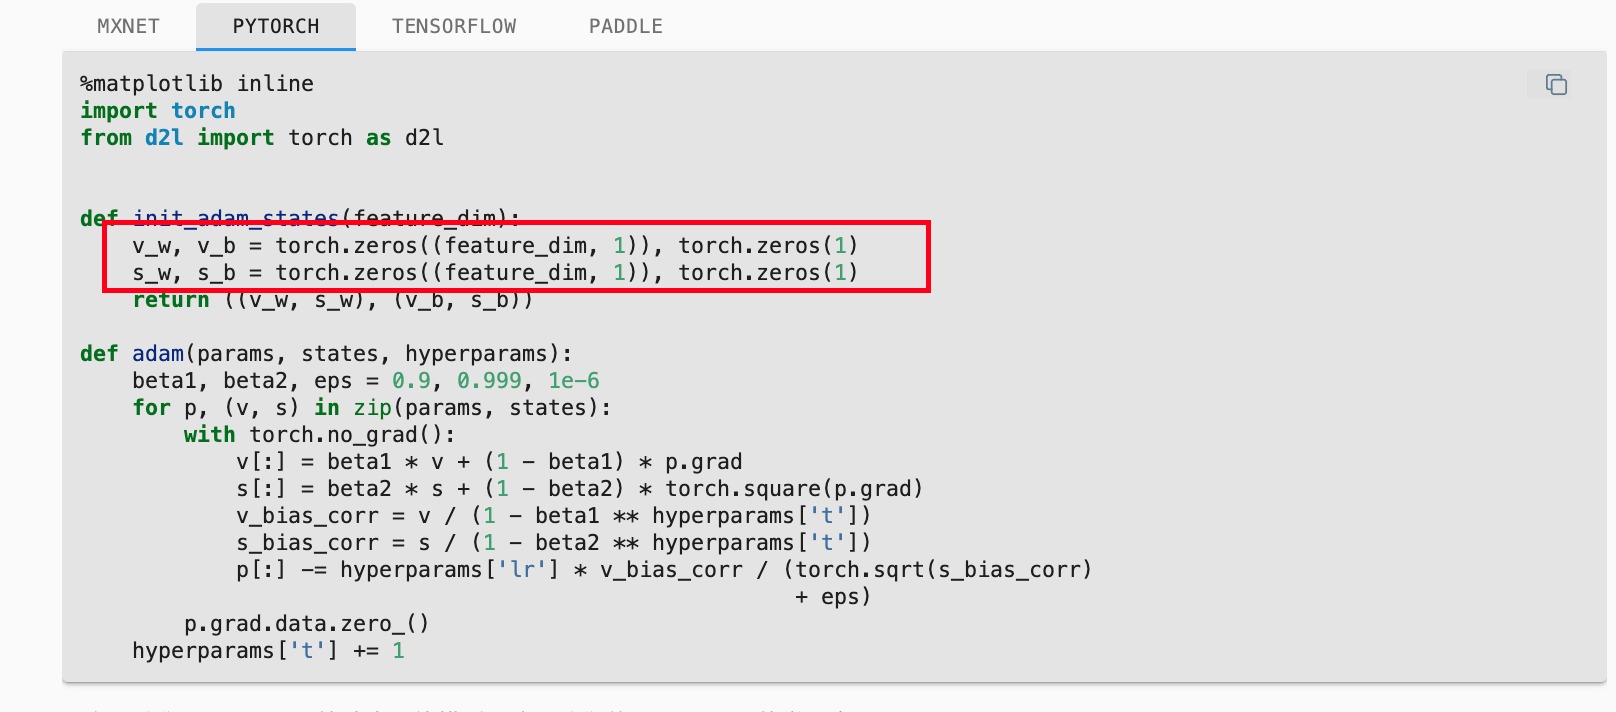 MXNET PYTORCH TENSORFLOW PADDLE
%matplotlib inline
import torch
from d2l import torch as d2l
def init_adam_states(feature_dim):
v_w, v_b = torch.zeros((feature_dim, 1)), torch.zeros(1)
s_w, s_b = torch.zeros((feature_dim, 1)), torch.zeros(1)
return ((v_w, s_w), (v_b, s_b))
def adam(params, states, hyperparams):
beta1, beta2, eps = 0.9, 0.999, 1e-6
for p, (v, s) in zip(params, states):
with torch.no_grad():
v[:] = beta1 * v + (1 - beta1) * p.grad
s[:] = beta2 * s + (1 - beta2) * torch.square(p.grad)
v_bias_corr = v / (1 - beta1 ** hyperparams['t'])
s_bias_corr = s / (1 - beta2 ** hyperparams['t'])
p[:] -= hyperparams['lr'] * v_bias_corr / (torch.sqrt(s_bias_corr)
+ eps)
p.grad.data.zero_()
hyperparams['t'] += 1